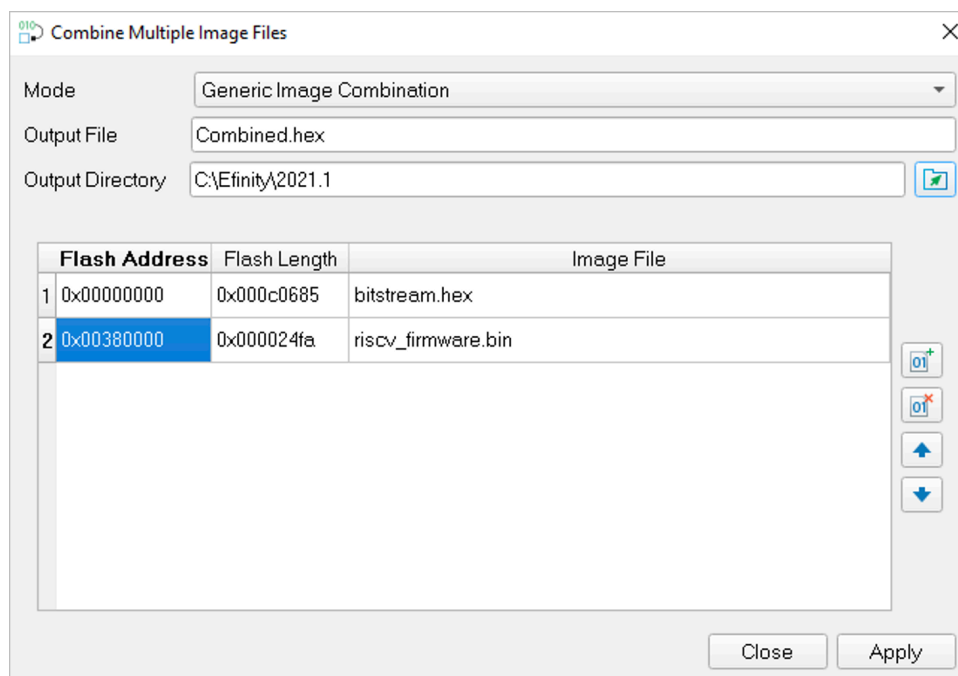 Combine Multiple Image Files
Mode Generic Image Combination
Output File Combined.hex
Output Directory C:\Efinity\2021.1
Flash Address Flash Length Image File
1 0x00000000 0x000c0685 bitstream.hex
2 0x00380000 0x000024fa riscv_firmware.bin
Close Apply